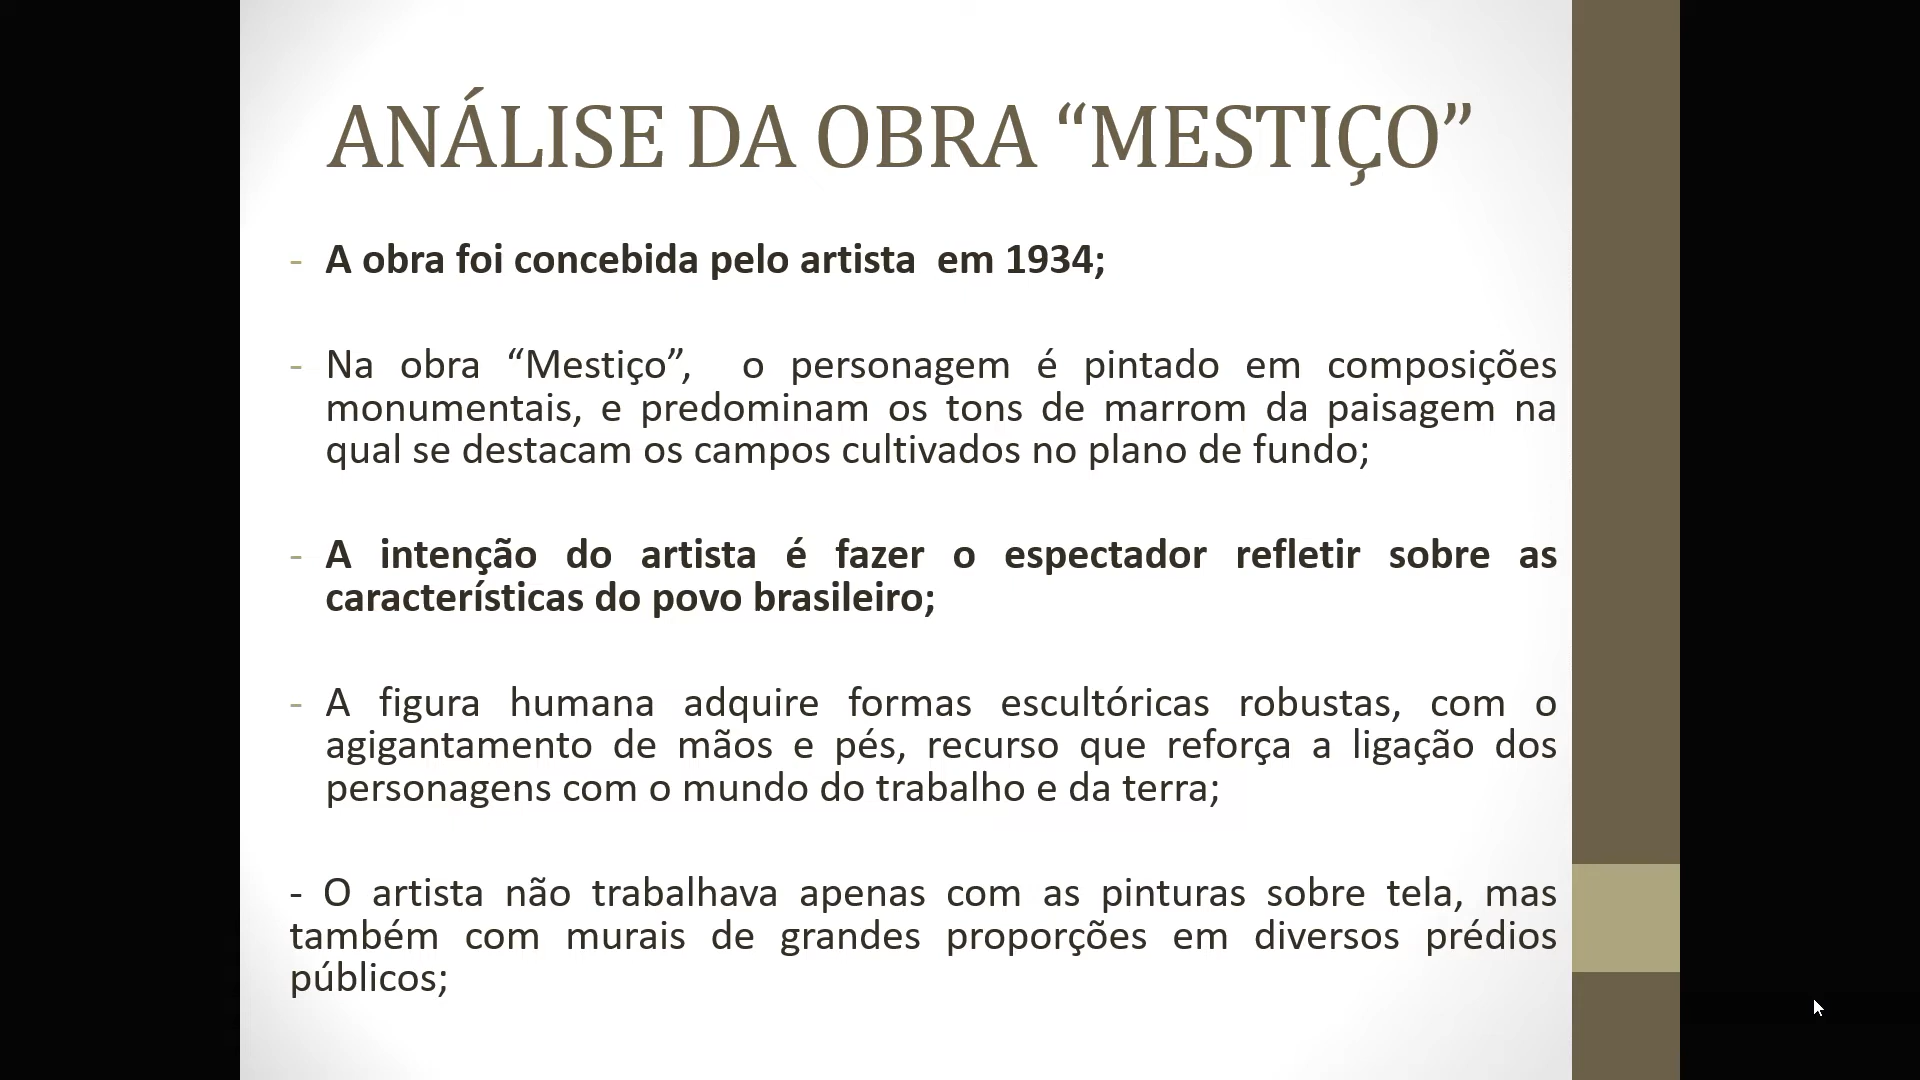 ANÁLISE DA OBRA “MESTIÇO”
- A obra foi concebida pelo artista em 1934;
- Na obra “Mestiço”, o personagem é pintado em composições
monumentais, e predominam os tons de marrom da paisagem na
qual se destacam os campos cultivados no plano de fundo;
- A intenção do artista é fazer o espectador refletir sobre as
características do povo brasileiro;
- A figura humana adquire formas escultóricas robustas, com o
agigantamento de mãos e pés, recurso que reforça a ligação dos
personagens com o mundo do trabalho e da terra;
- O artista não trabalhava apenas com as pinturas sobre tela, mas
também com murais de grandes proporções em diversos prédios
públicos;